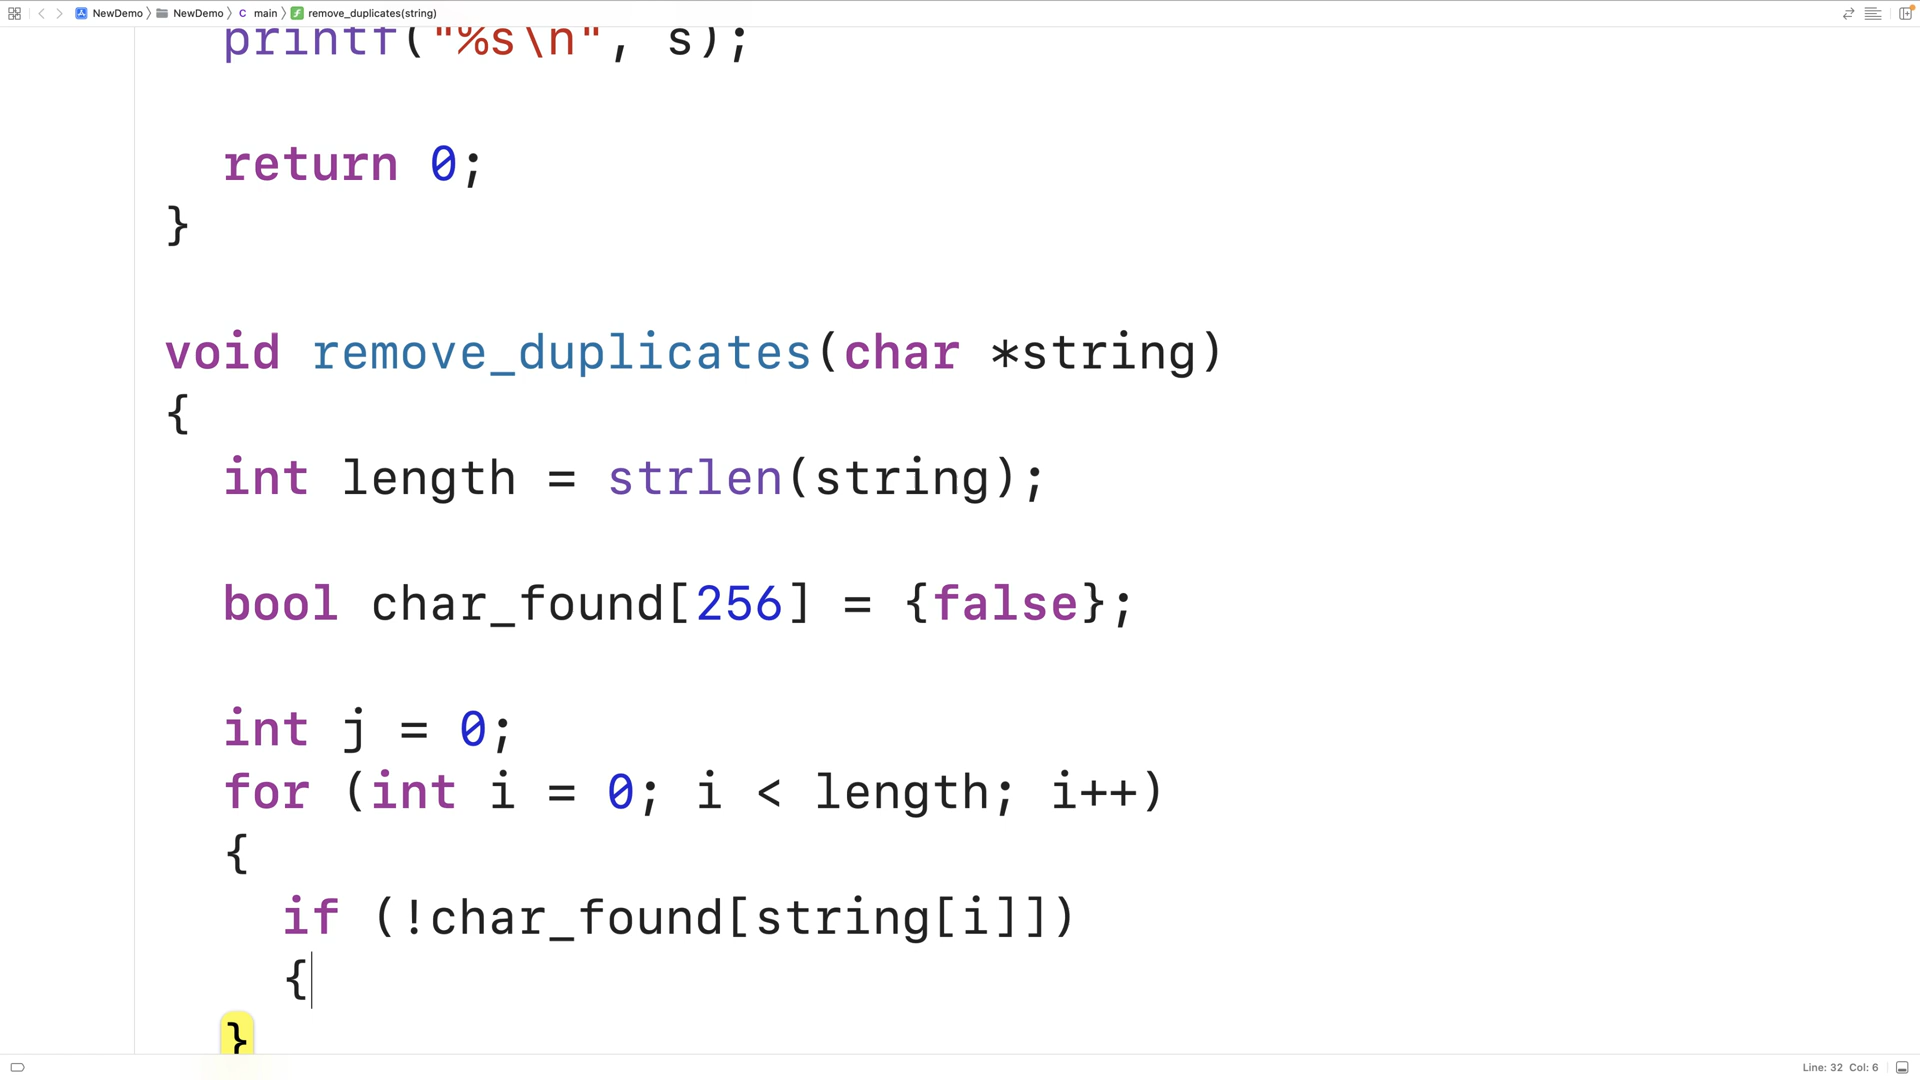 NewDemo 〉 NewDemo 〉 C main 〉 f remove_duplicates(string)
printf("%s\n", s);
return 0;
}
void remove_duplicates(char *string)
{
int length = strlen(string);
bool char_found[256] = {false};
int j = 0;
for (int i = 0; i < length; i++)
{
if (!char_found[string[i]])
{
}
Line: 32 Col: 6